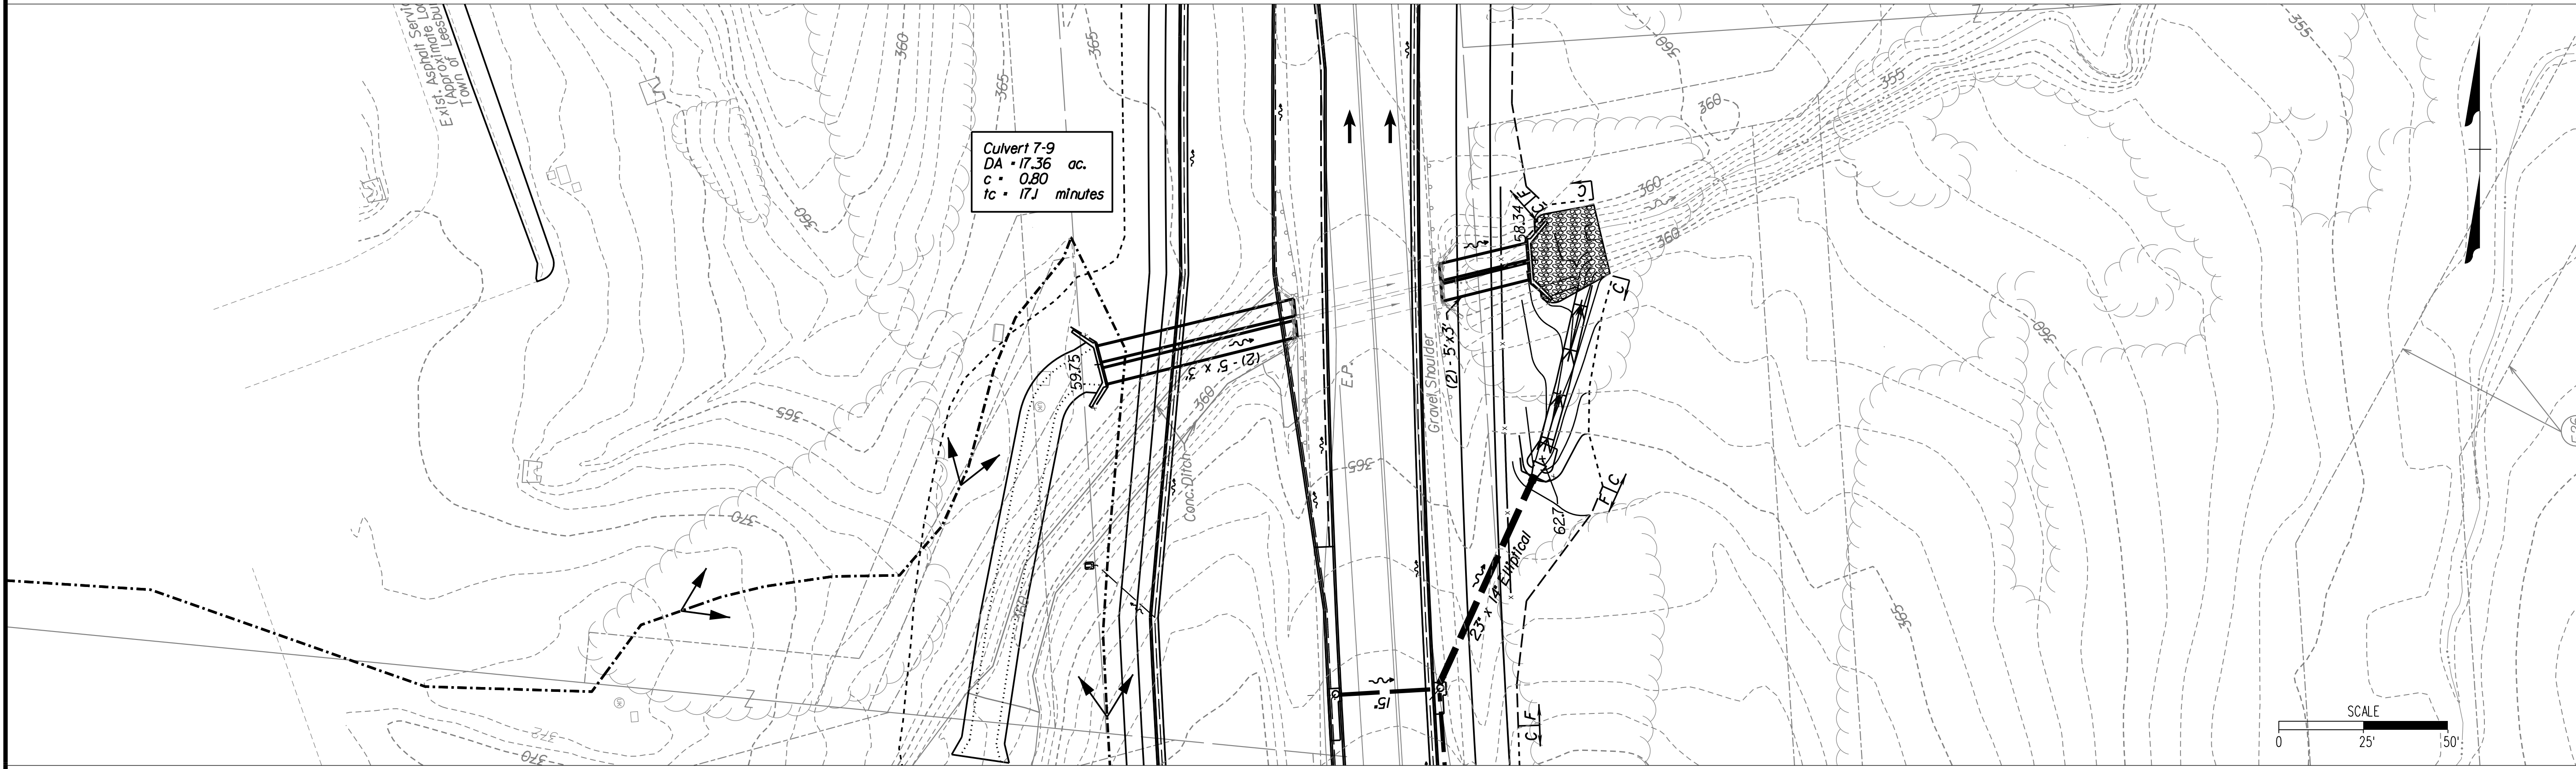 Exist. Asphalt Servi
(Approximate Lo
Town of Leesbu
360
365
365
Culvert 7-9
DA = 17.36 ac.
c = 0.80
tc = 17.1 minutes
360
355
355
360
360
360
360
58.34
F
C
C
C
59.75
(2) - 5' x 3'
(2) - 5'x3'
360
Conc.Ditch
E.P.
Gravel Shoulder
365
365
370
360
365
C
F
62.7
23" x 14" Elliptical
15"
C F
372
370
SCALE
0 25' 50'